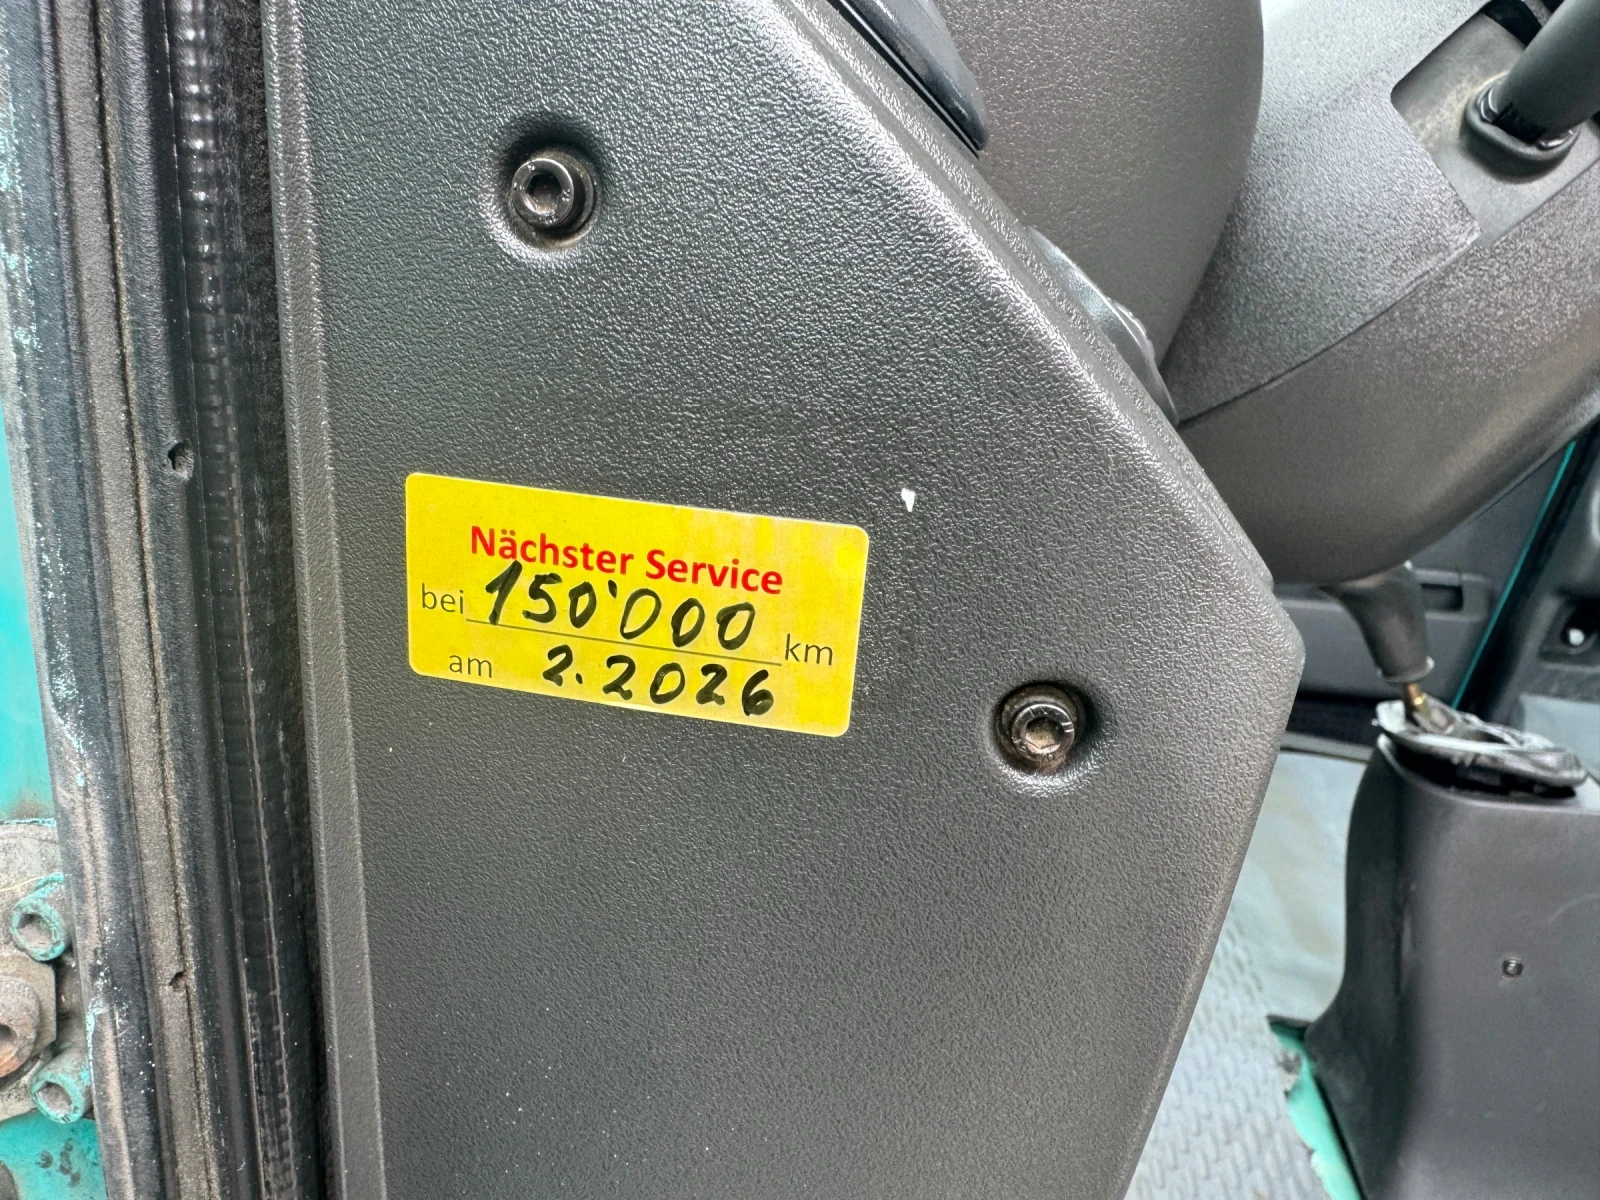 Nächster Service
bei 150'000 km
am 2.2026